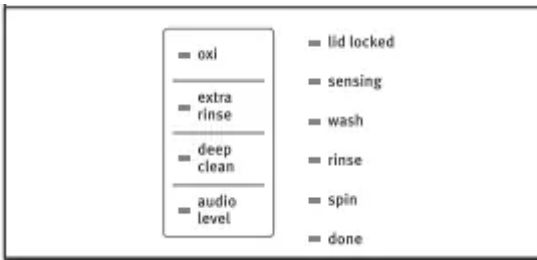 oxi
extra
rinse
deep
clean
audio
level
lid locked
sensing
wash
rinse
spin
done